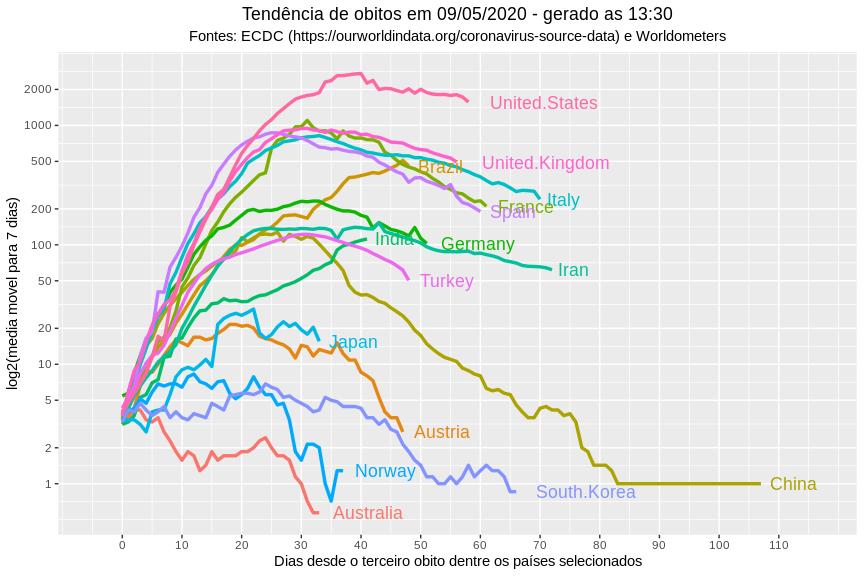 Tendência de obitos em 09/05/2020 - gerado as 13:30
Fontes: ECDC (https://ourworldindata.org/coronavirus-source-data) e Worldometers
log2(media movel para 7 dias)
2000
1000
500
200
100
50
20
10
5
2
1
United.States
United.Kingdom
Brazil
Italy
France
Spain
India
Germany
Iran
Turkey
Japan
Austria
Norway
South.Korea
China
Australia
0 10 20 30 40 50 60 70 80 90 100 110
Dias desde o terceiro obito dentre os países selecionados